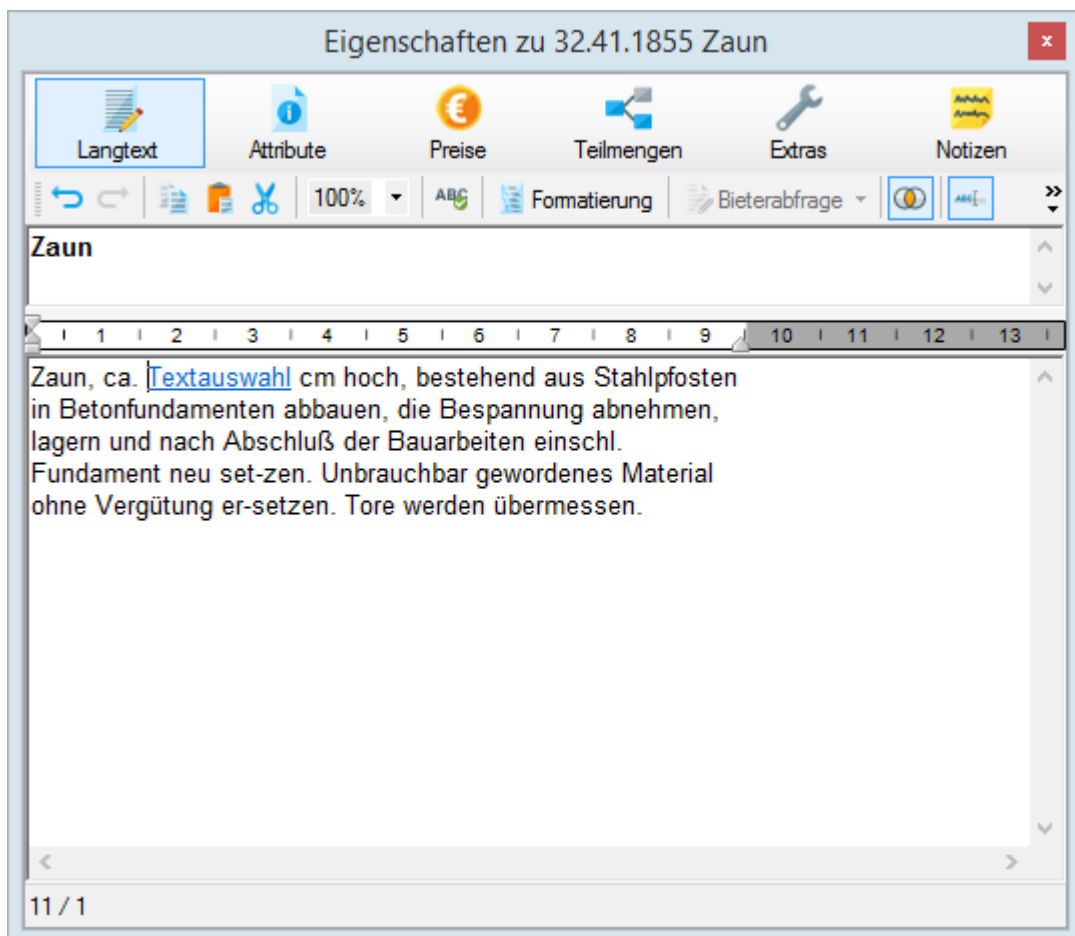 Eigenschaften zu 32.41.1855 Zaun
x
Langtext Attribute Preise Teilmengen Extras Notizen
100% ABC Formatierung Bieterabfrage ABC
Zaun
1 2 3 4 5 6 7 8 9 10 11 12 13
Zaun, ca. Textauswahl cm hoch, bestehend aus Stahlpfosten
in Betonfundamenten abbauen, die Bespannung abnehmen,
lagern und nach Abschluß der Bauarbeiten einschl.
Fundament neu set-zen. Unbrauchbar gewordenes Material
ohne Vergütung er-setzen. Tore werden übermessen.
11 / 1